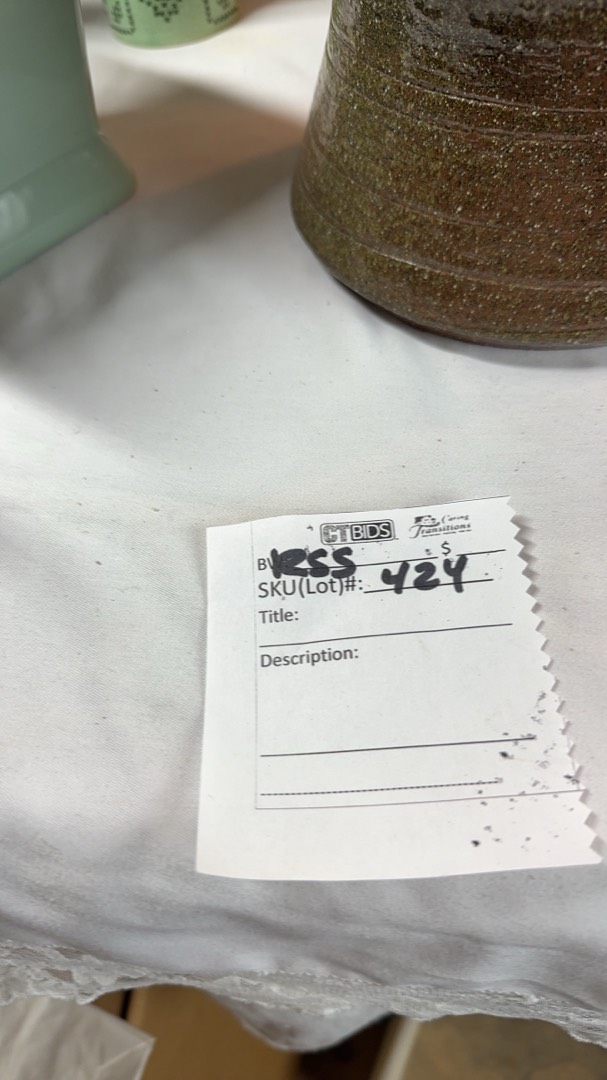 CTBIDS Caring Transitions
RSS $
SKU(Lot)#: 424
Title:
Description: